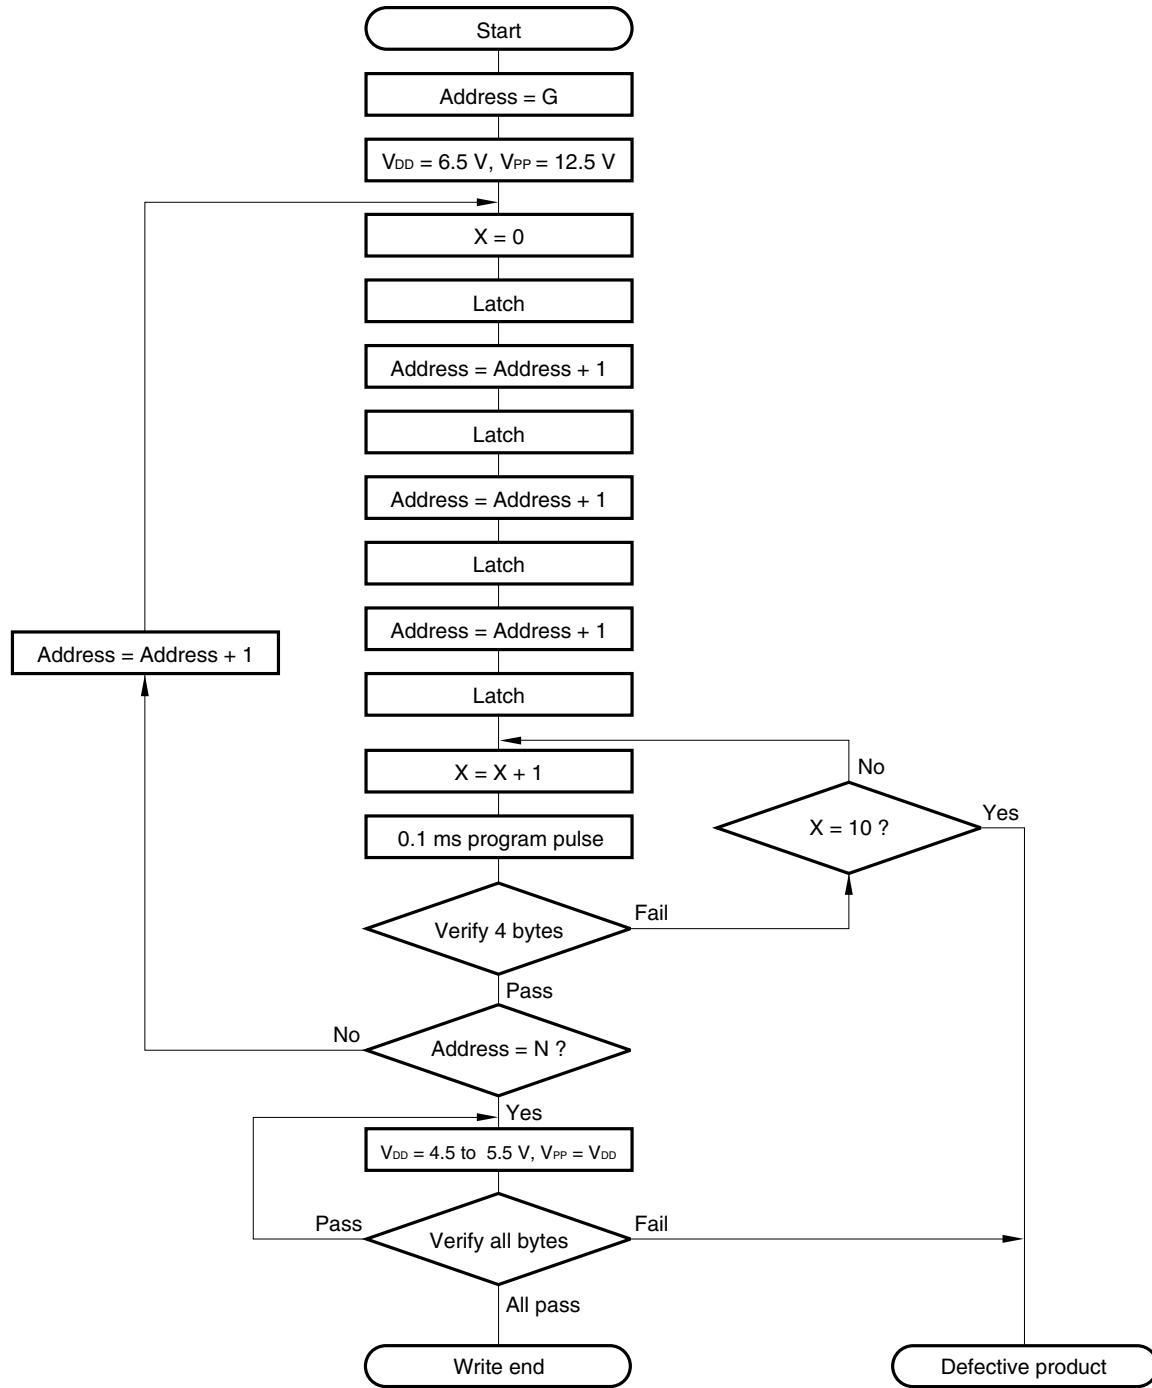 Start
Address = G
VDD = 6.5 V, VPP = 12.5 V
X = 0
Latch
Address = Address + 1
Latch
Address = Address + 1
Latch
Address = Address + 1
Address = Address + 1
Latch
X = X + 1
No
X = 10 ?
Yes
0.1 ms program pulse
Verify 4 bytes
Fail
Pass
No
Address = N ?
Yes
VDD = 4.5 to 5.5 V, VPP = VDD
Pass
Verify all bytes
Fail
All pass
Write end
Defective product